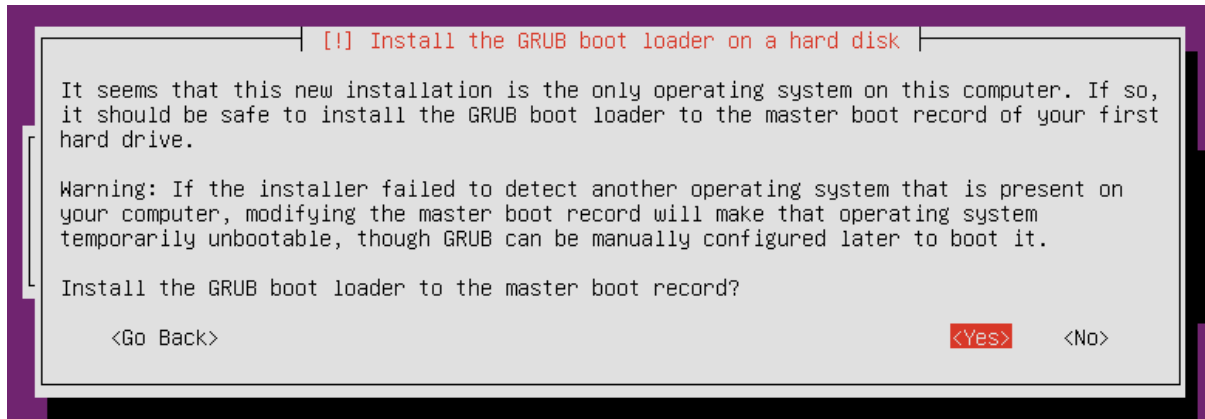 [!] Install the GRUB boot loader on a hard disk
It seems that this new installation is the only operating system on this computer. If so,
it should be safe to install the GRUB boot loader to the master boot record of your first
hard drive.
Warning: If the installer failed to detect another operating system that is present on
your computer, modifying the master boot record will make that operating system
temporarily unbootable, though GRUB can be manually configured later to boot it.
Install the GRUB boot loader to the master boot record?
<Go Back> <Yes> <No>